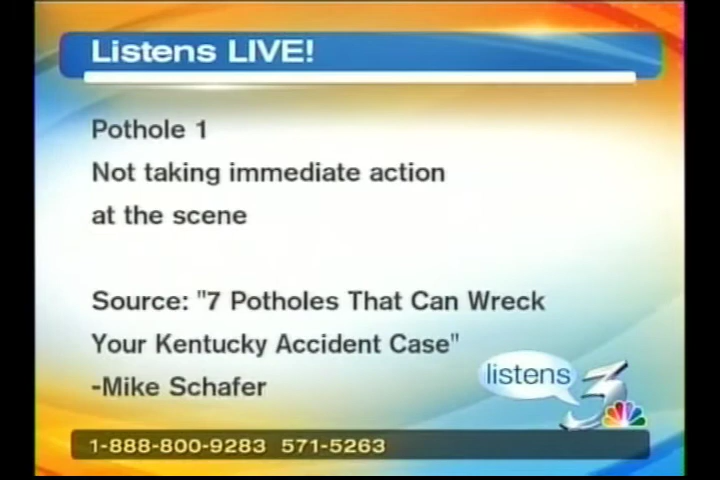 Listens LIVE!
Pothole 1
Not taking immediate action
at the scene
Source: "7 Potholes That Can Wreck
Your Kentucky Accident Case"
-Mike Schafer
listens 3
1-888-800-9283 571-5263